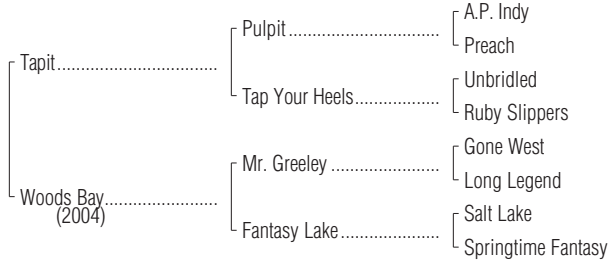 A.P. Indy
Pulpit........................................
Preach
Tapit...........................................
Unbridled
Tap Your Heels......................
Ruby Slippers
Gone West
Mr. Greeley .............................
Long Legend
Woods Bay..............................
(2004)
Salt Lake
Fantasy Lake..........................
Springtime Fantasy